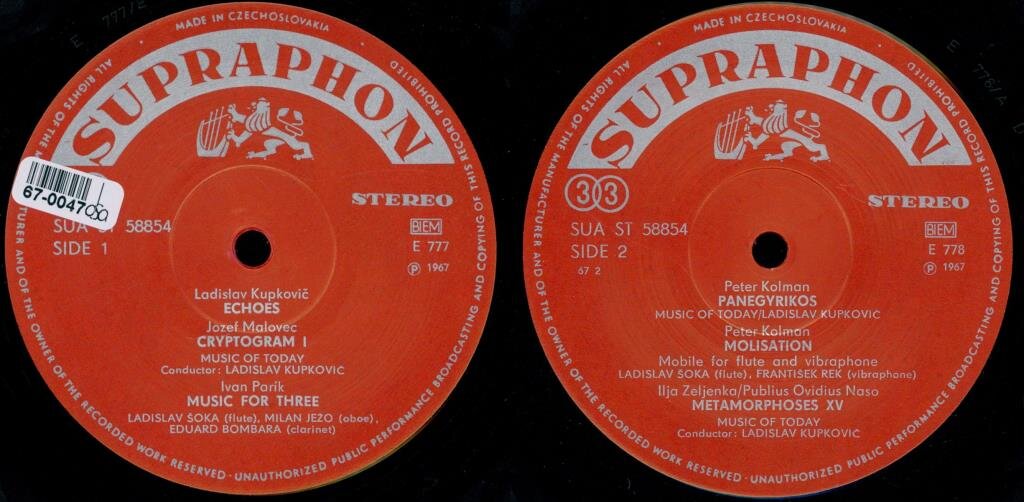 MADE IN CZECHOSLOVAKIA
SUPRAPHON
67-0047
STEREO
SUA 58854
SIDE 1
BIEM
E 777
Ⓟ 1967
Ladislav Kupkovič
ECHOES
Jozef Malovec
CRYPTOGRAM I
MUSIC OF TODAY
Conductor: LADISLAV KUPKOVIC
Ivan Parík
MUSIC FOR THREE
LADISLAV ŠOKA (flute), MILAN JEŽO (oboe),
EDUARD BOMBARA (clarinet)
ALL RIGHTS OF THE TURER AND OF THE OWNER OF THE RECORDED WORK RESERVED · UNAUTHORIZED PUBLIC PERFORMANCE BROADCASTING AND COPYING OF THIS RECORD PROHIBITED
MADE IN CZECHOSLOVAKIA
SUPRAPHON
33
STEREO
SUA ST 58854
SIDE 2
67 2
BIEM
E 778
Ⓟ 1967
Peter Kolman
PANEGYRIKOS
MUSIC OF TODAY/LADISLAV KUPKOVIC
Peter Kolman
MOLISATION
Mobile for flute and vibraphone
LADISLAV ŠOKA (flute), FRANTIŠEK REK (vibraphone)
Ilja Zeljenka/Publius Ovidius Naso
METAMORPHOSES XV
MUSIC OF TODAY
Conductor: LADISLAV KUPKOVIČ
ALL RIGHTS OF THE MANUFACTURER AND OF THE OWNER OF THE RECORDED WORK RESERVED · UNAUTHORIZED PUBLIC PERFORMANCE BROADCASTING AND COPYING OF THIS RECORD PROHIBITED